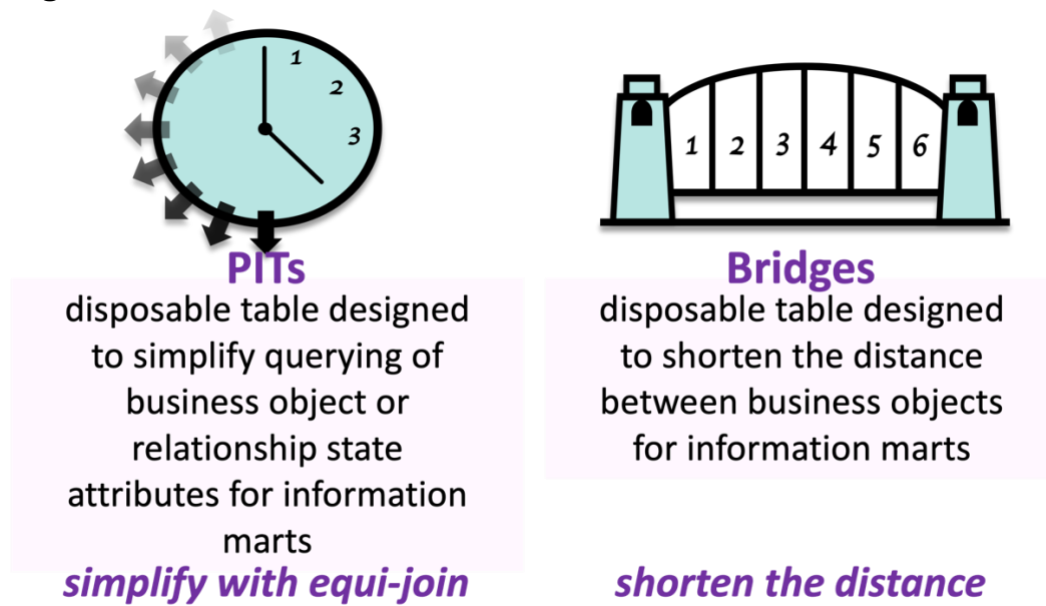 1
2
3
1 2 3 4 5 6
PITs
disposable table designed
to simplify querying of
business object or
relationship state
attributes for information
marts
simplify with equi-join
Bridges
disposable table designed
to shorten the distance
between business objects
for information marts
shorten the distance